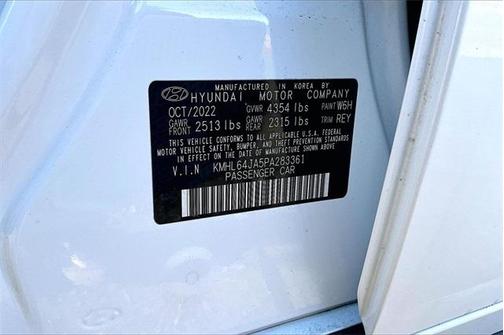 MANUFACTURED IN KOREA
HYUNDAI MOTOR COMPANY
OCT/2022 GVWR 4354 lbs PAINT W6H
GAWR FRONT 2513 lbs GAWR REAR 2315 lbs TRIM REY
THIS VEHICLE CONFORMS TO ALL APPLICABLE U.S.A. FEDERAL
MOTOR VEHICLE SAFETY, BUMPER, AND THEFT PREVENTION
STANDARDS IN EFFECT ON THE DATE OF MANUFACTURE
SHOWN ABOVE.
V.I.N KMHL64JA5PA283361
PASSENGER CAR